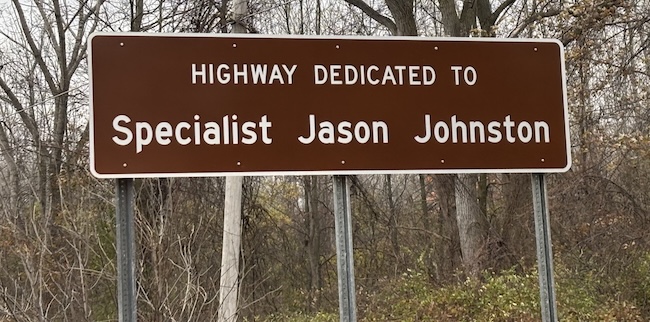 HIGHWAY DEDICATED TO
Specialist Jason Johnston